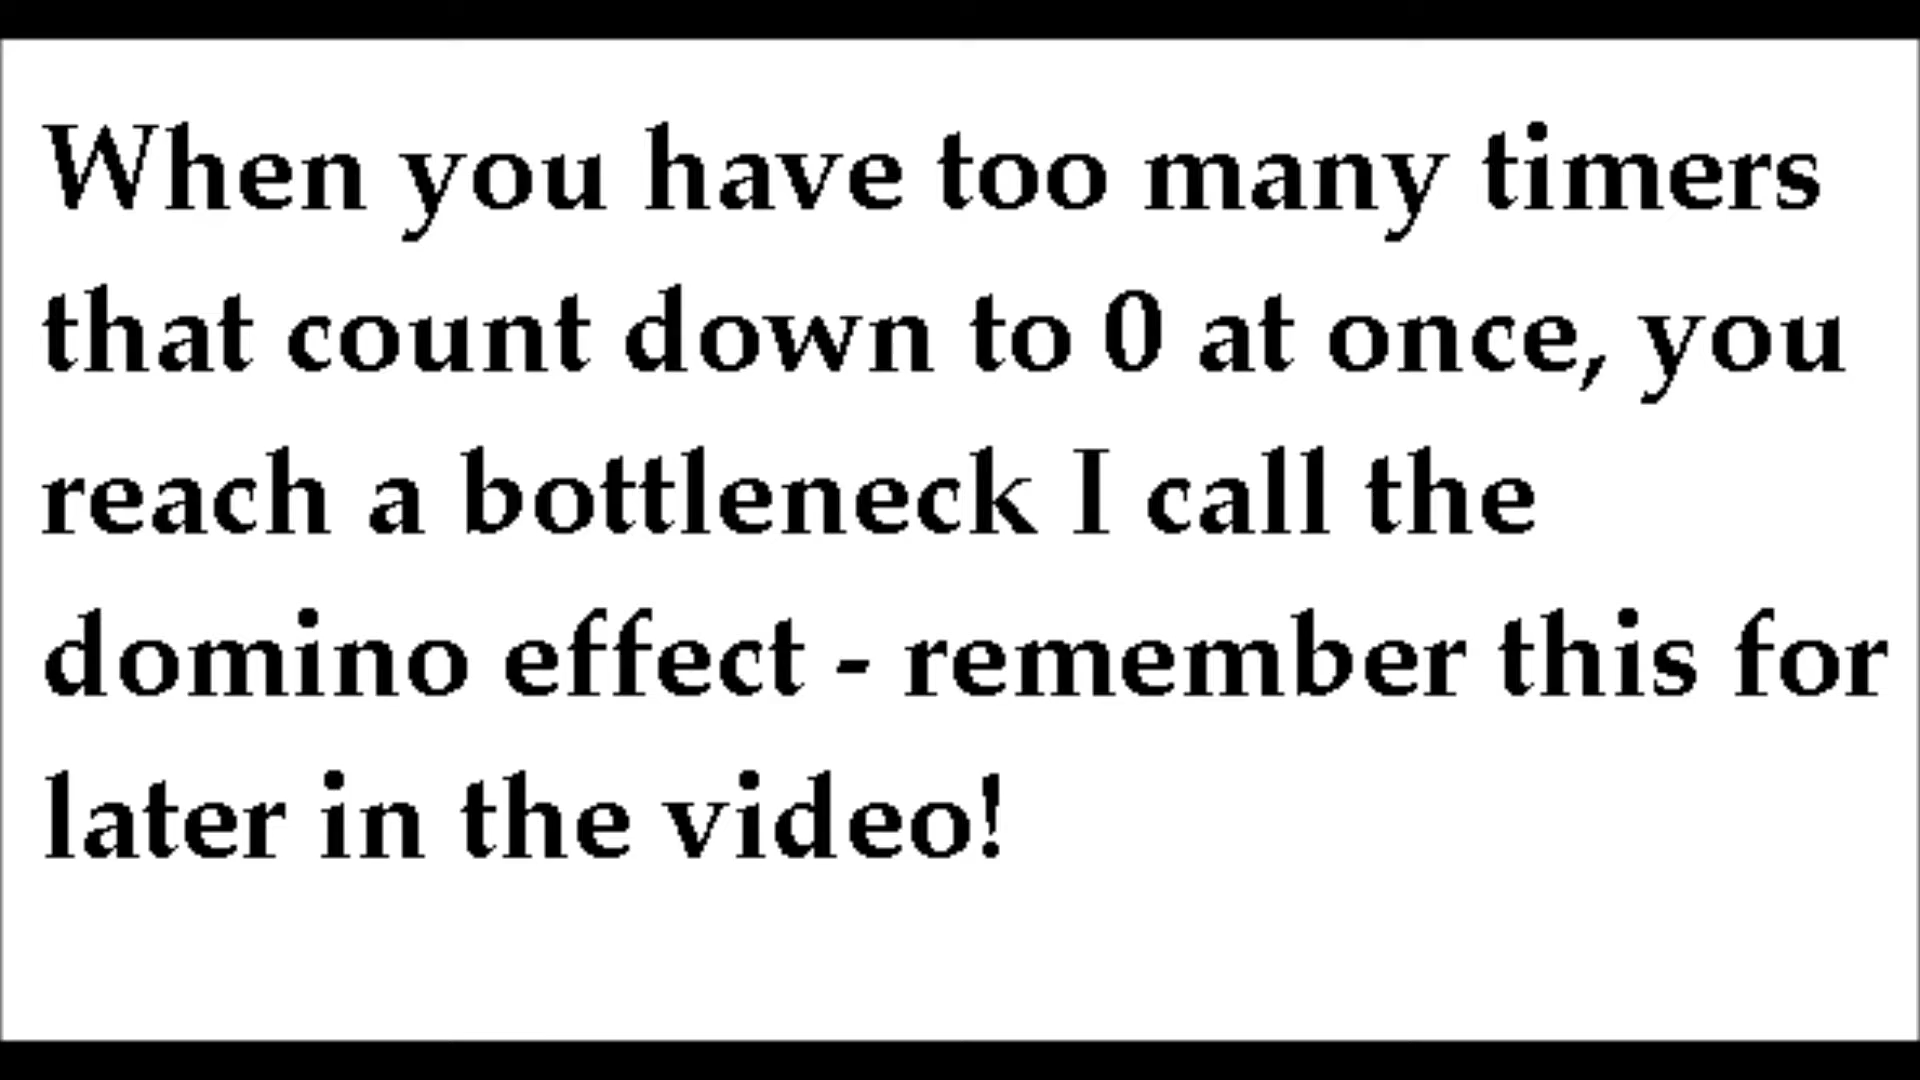 When you have too many timers
that count down to 0 at once, you
reach a bottleneck I call the
domino effect - remember this for
later in the video!